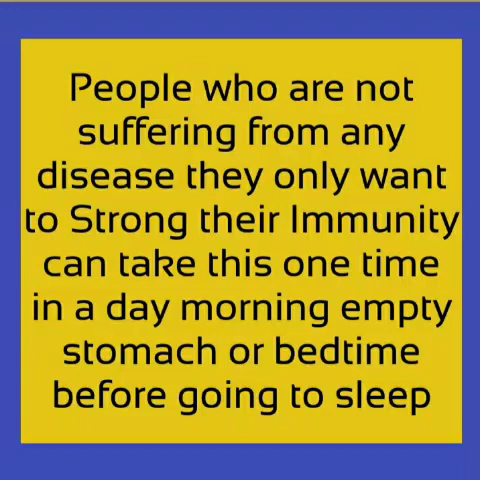 People who are not
suffering from any
disease they only want
to Strong their Immunity
can take this one time
in a day morning empty
stomach or bedtime
before going to sleep